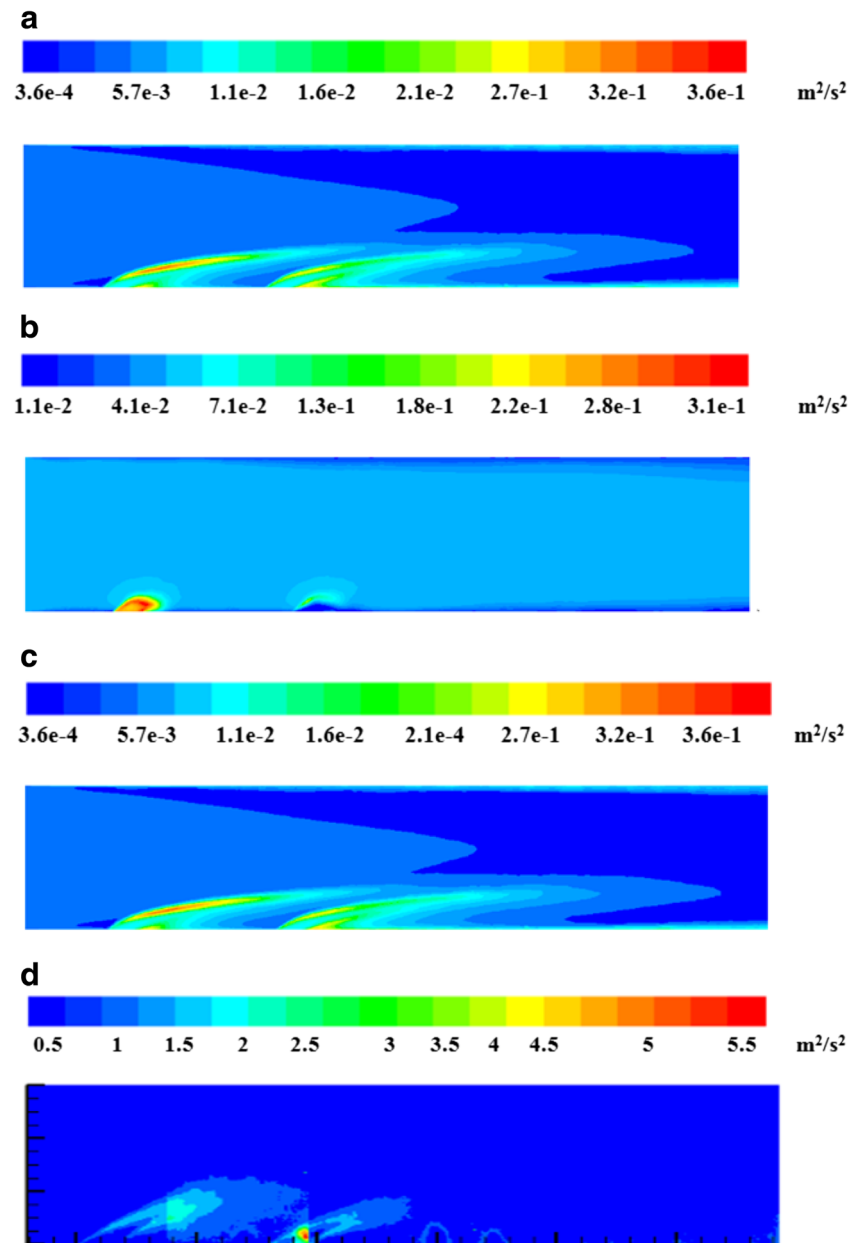 a
3.6e-4 5.7e-3 1.1e-2 1.6e-2 2.1e-2 2.7e-1 3.2e-1 3.6e-1 m²/s²
b
1.1e-2 4.1e-2 7.1e-2 1.3e-1 1.8e-1 2.2e-1 2.8e-1 3.1e-1 m²/s²
c
3.6e-4 5.7e-3 1.1e-2 1.6e-2 2.1e-4 2.7e-1 3.2e-1 3.6e-1 m²/s²
d
0.5 1 1.5 2 2.5 3 3.5 4 4.5 5 5.5 m²/s²